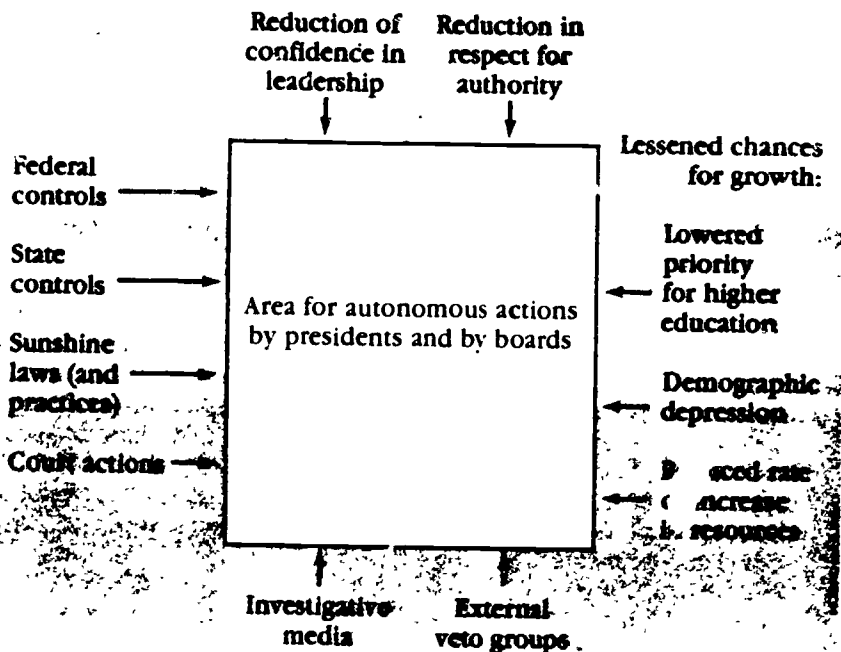 Reduction of
confidence in
leadership
Reduction in
respect for
authority
Federal
controls
State
controls
Sunshine
laws (and
practices)
Court actions
Area for autonomous actions
by presidents and by boards
Lessened chances
for growth:
Lowered
priority
for higher
education
Demographic
depression
rate
increase
resources
Investigative
media
External
veto groups